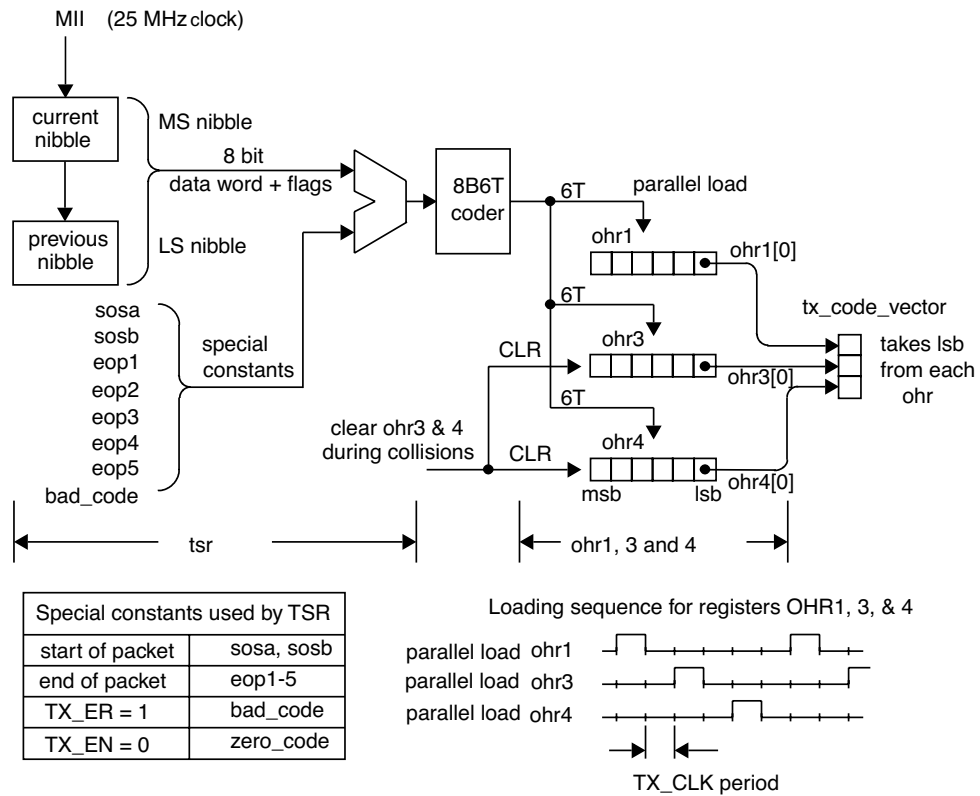 MII (25 MHz clock)
current
nibble
MS nibble
8 bit
data word + flags
LS nibble
previous
nibble
8B6T
coder
6T
parallel load
ohr1
ohr1[0]
tx_code_vector
takes lsb
from each
ohr
6T
ohr3
CLR
ohr3[0]
6T
ohr4
CLR
ohr4[0]
msb
lsb
sosa
sosb
eop1
eop2
eop3
eop4
eop5
bad_code
special
constants
clear ohr3 & 4
during collisions
tsr
ohr1, 3 and 4
Special constants used by TSR
start of packet sosa, sosb
end of packet eop1-5
TX_ER = 1 bad_code
TX_EN = 0 zero_code
Loading sequence for registers OHR1, 3, & 4
parallel load ohr1
parallel load ohr3
parallel load ohr4
TX_CLK period